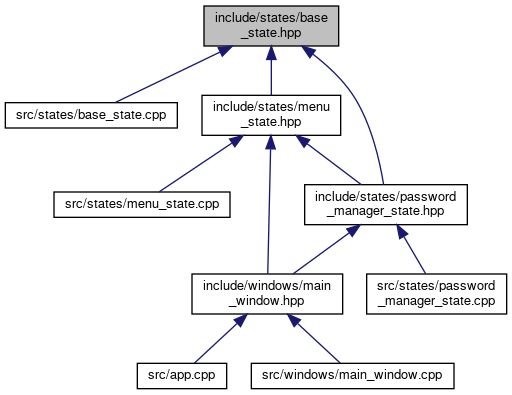 include/states/base
_state.hpp
src/states/base_state.cpp
include/states/menu
_state.hpp
src/states/menu_state.cpp
include/states/password
_manager_state.hpp
include/windows/main
_window.hpp
src/states/password
_manager_state.cpp
src/app.cpp
src/windows/main_window.cpp